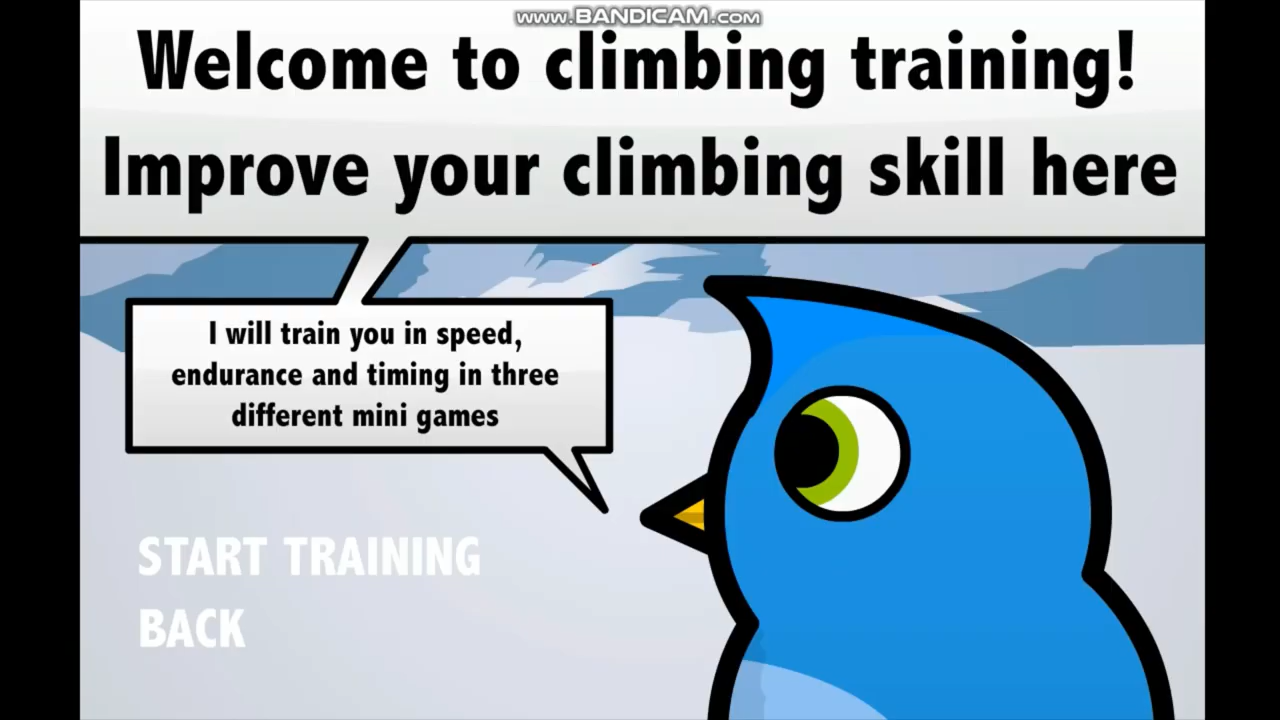 www.BANDICAM.com
Welcome to climbing training!
Improve your climbing skill here
I will train you in speed,
endurance and timing in three
different mini games
START TRAINING
BACK